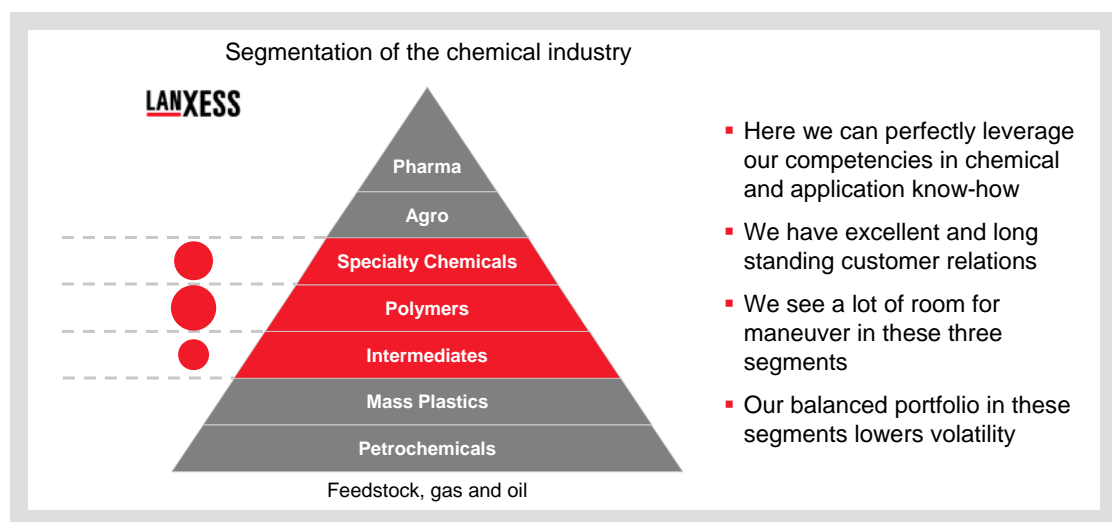 Segmentation of the chemical industry
LANXESS
Pharma
Agro
Specialty Chemicals
Polymers
Intermediates
Mass Plastics
Petrochemicals
Feedstock, gas and oil
▪ Here we can perfectly leverage
our competencies in chemical
and application know-how
▪ We have excellent and long
standing customer relations
▪ We see a lot of room for
maneuver in these three
segments
▪ Our balanced portfolio in these
segments lowers volatility